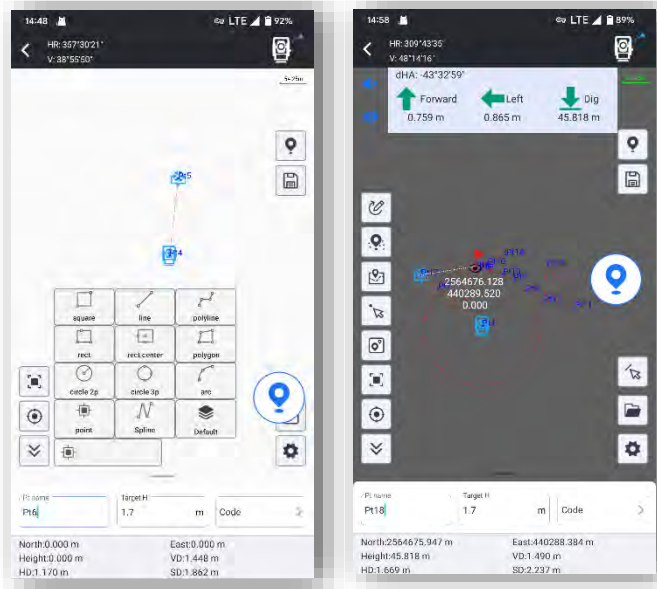 14:48
LTE
92%
HR: 357°30'21"
V: 38°55'50"
square
line
polyline
rect
rect.center
polygon
circle 2p
circle 3p
arc
point
Spline
Default
Pt name
Pt6
Target H
1.7
m
Code
North:0.000 m
East:0.000 m
Height:0.000 m
VD:1.448 m
HD:1.170 m
SD:1.862 m
14:58
LTE
89%
HR: 309°43'35"
V: 48°14'16"
dHA: -43°32'59"
Forward
Left
Dig
0.759 m
0.865 m
45.818 m
2564676.128
440289.520
0.000
Pt name
Pt18
Target H
1.7
m
Code
North:2564675.947 m
East:440288.384 m
Height:45.818 m
VD:1.490 m
HD:1.669 m
SD:2.237 m